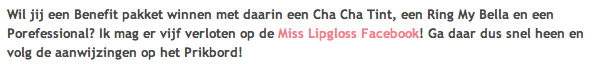 Wil jij een Benefit pakket winnen met daarin een Cha Cha Tint, een Ring My Bella en een
Porefessional? Ik mag er vijf verloten op de Miss Lipgloss Facebook! Ga daar dus snel heen en
volg de aanwijzingen op het Prikbord!